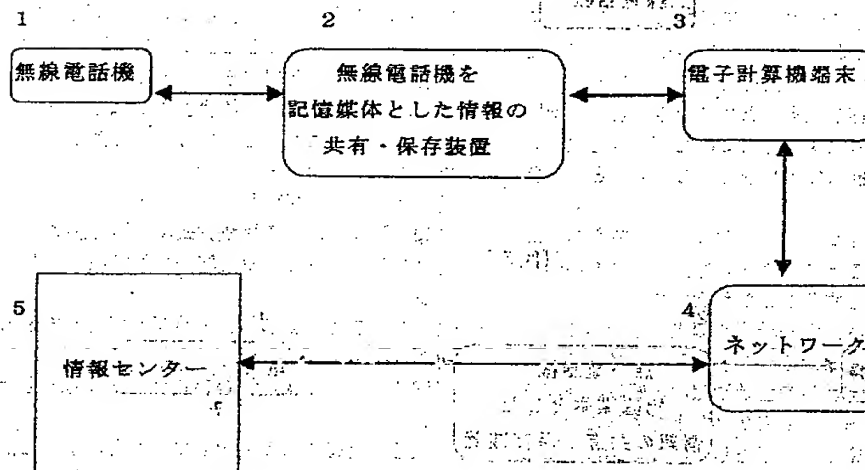 1
2
3
無線電話機
無線電話機を
記憶媒体とした情報の
共有・保存装置
電子計算機端末
5
4
情報センター
ネットワーク